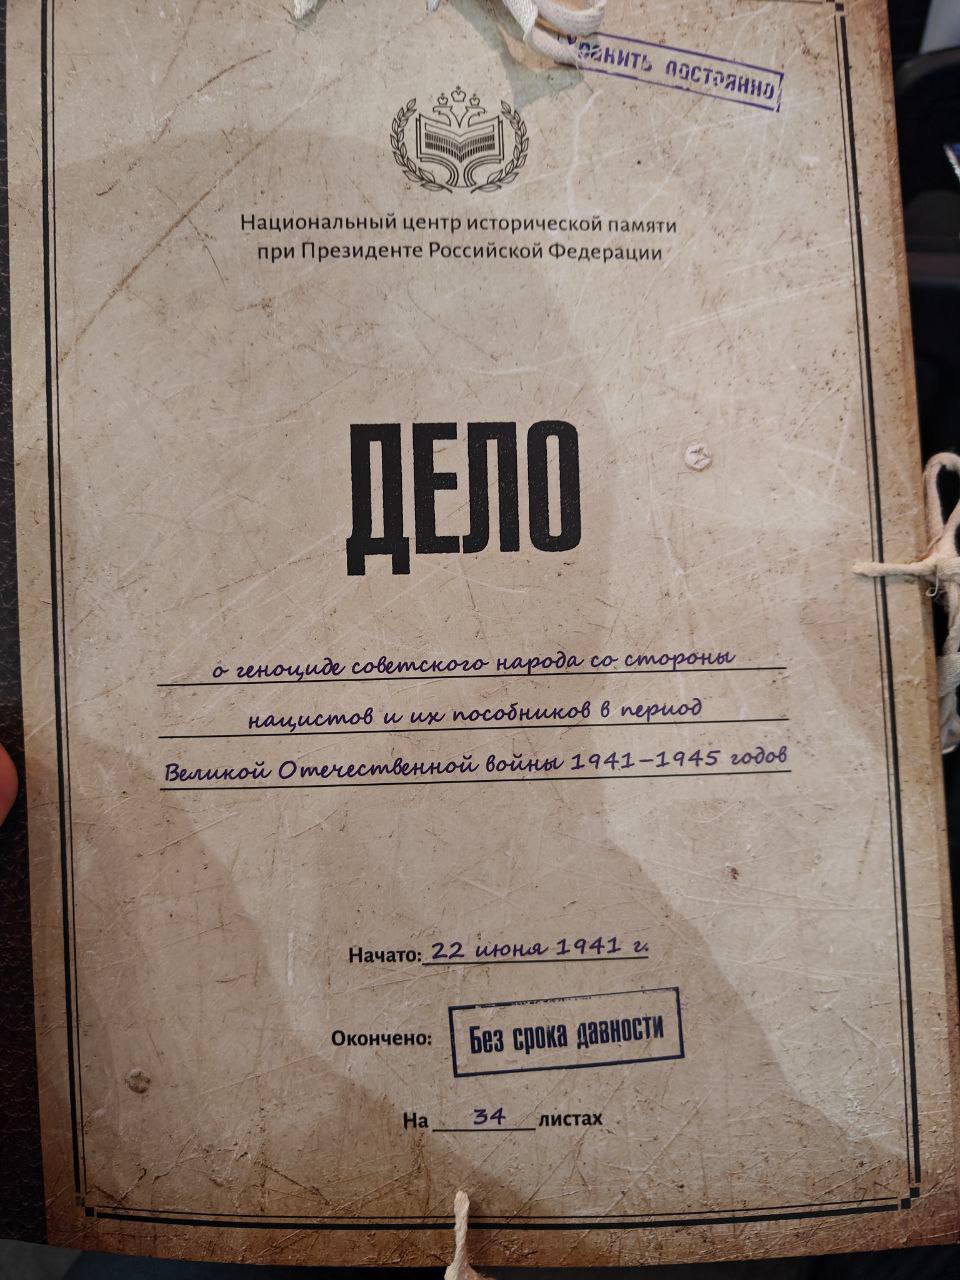 хранить постоянно
Национальный центр исторической памяти
при Президенте Российской Федерации
ДЕЛО
о геноциде советского народа со стороны
нацистов и их пособников в период
Великой Отечественной войны 1941–1945 годов
Начато: 22 июня 1941 г.
Окончено: Без срока давности
На 34 листах